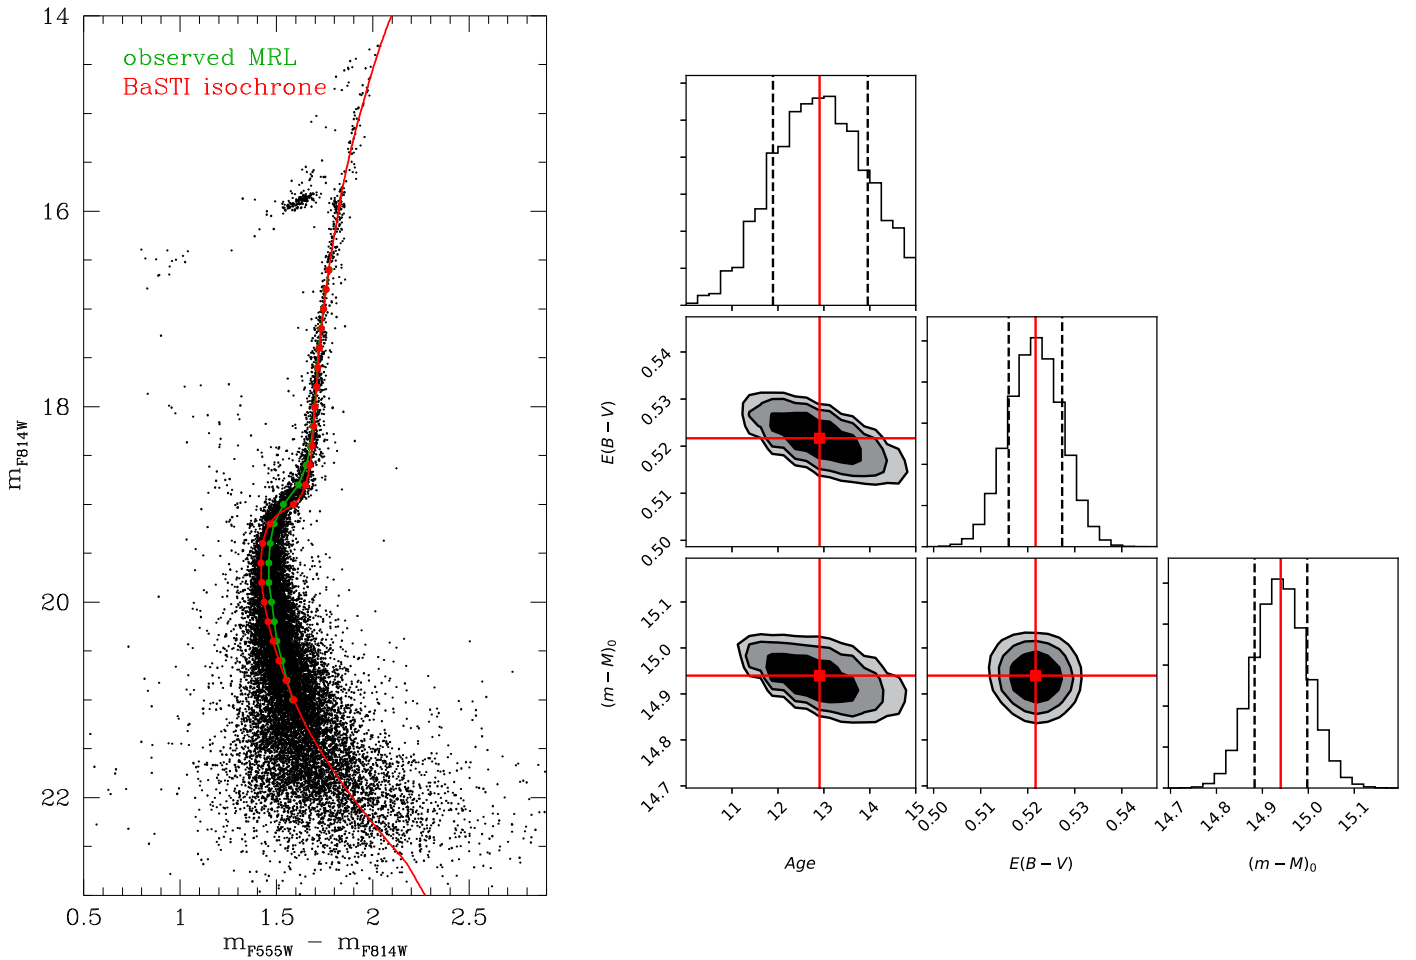 14
16
18
20
22
m_F814W
observed MRL
BaSTI isochrone
0.5 1 1.5 2 2.5
m_F555W − m_F814W
0.54
0.53
0.52
0.51
0.50
E(B − V)
15.1
15.0
14.9
14.8
14.7
(m − M)₀
11 12 13 14 15
Age
0.50 0.51 0.52 0.53 0.54
E(B − V)
14.7 14.8 14.9 15.0 15.1
(m − M)₀